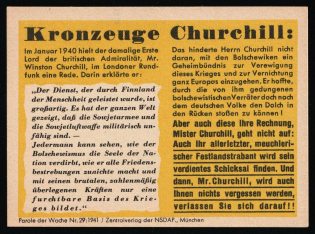 Kronzeuge Churchill:
Im Januar 1940 hielt der damalige Erste
Lord der britischen Admiralität, Mr.
Winston Churchill, im Londoner Rund-
funk eine Rede. Darin erklärte er:
„Der Dienst, der durch Finnland
der Menschheit geleistet wurde, ist
großartig. Es hat der ganzen Welt
gezeigt, daß die Sowjetarmee und
die Sowjetluftwaffe militärisch un-
fähig sind. —
Jedermann kann sehen, wie der
Bolschewismus die Seele der Na-
tion verdirbt, wie er alle Friedens-
bestrebungen zunichte macht und
mit seinen brutalen, zahlenmäßig
überlegenen Kräften nur eine
furchtbare Basis des Krie-
ges bildet."
Das hinderte Herrn Churchill nicht
daran, mit den Bolschewiken ein
Geheimbündnis zur Verewigung
dieses Krieges und zur Vernichtung
ganz Europas einzugehen. Er hoffte,
durch die von ihm gedungenen
bolschewistischen Verräter doch noch
dem deutschen Volke den Dolch in
den Rücken stoßen zu können!
Aber auch diese Ihre Rechnung,
Mister Churchill, geht nicht auf:
Auch Ihr allerletzter, meuchleri-
scher Festlandstrabant wird sein
verdientes Schicksal finden. Und
dann, Mr. Churchill, wird auch
Ihnen nichts vergessen werden,
verlassen Sie sich darauf!!
Parole der Woche Nr. 29/1941 / Zentralverlag der NSDAP., München